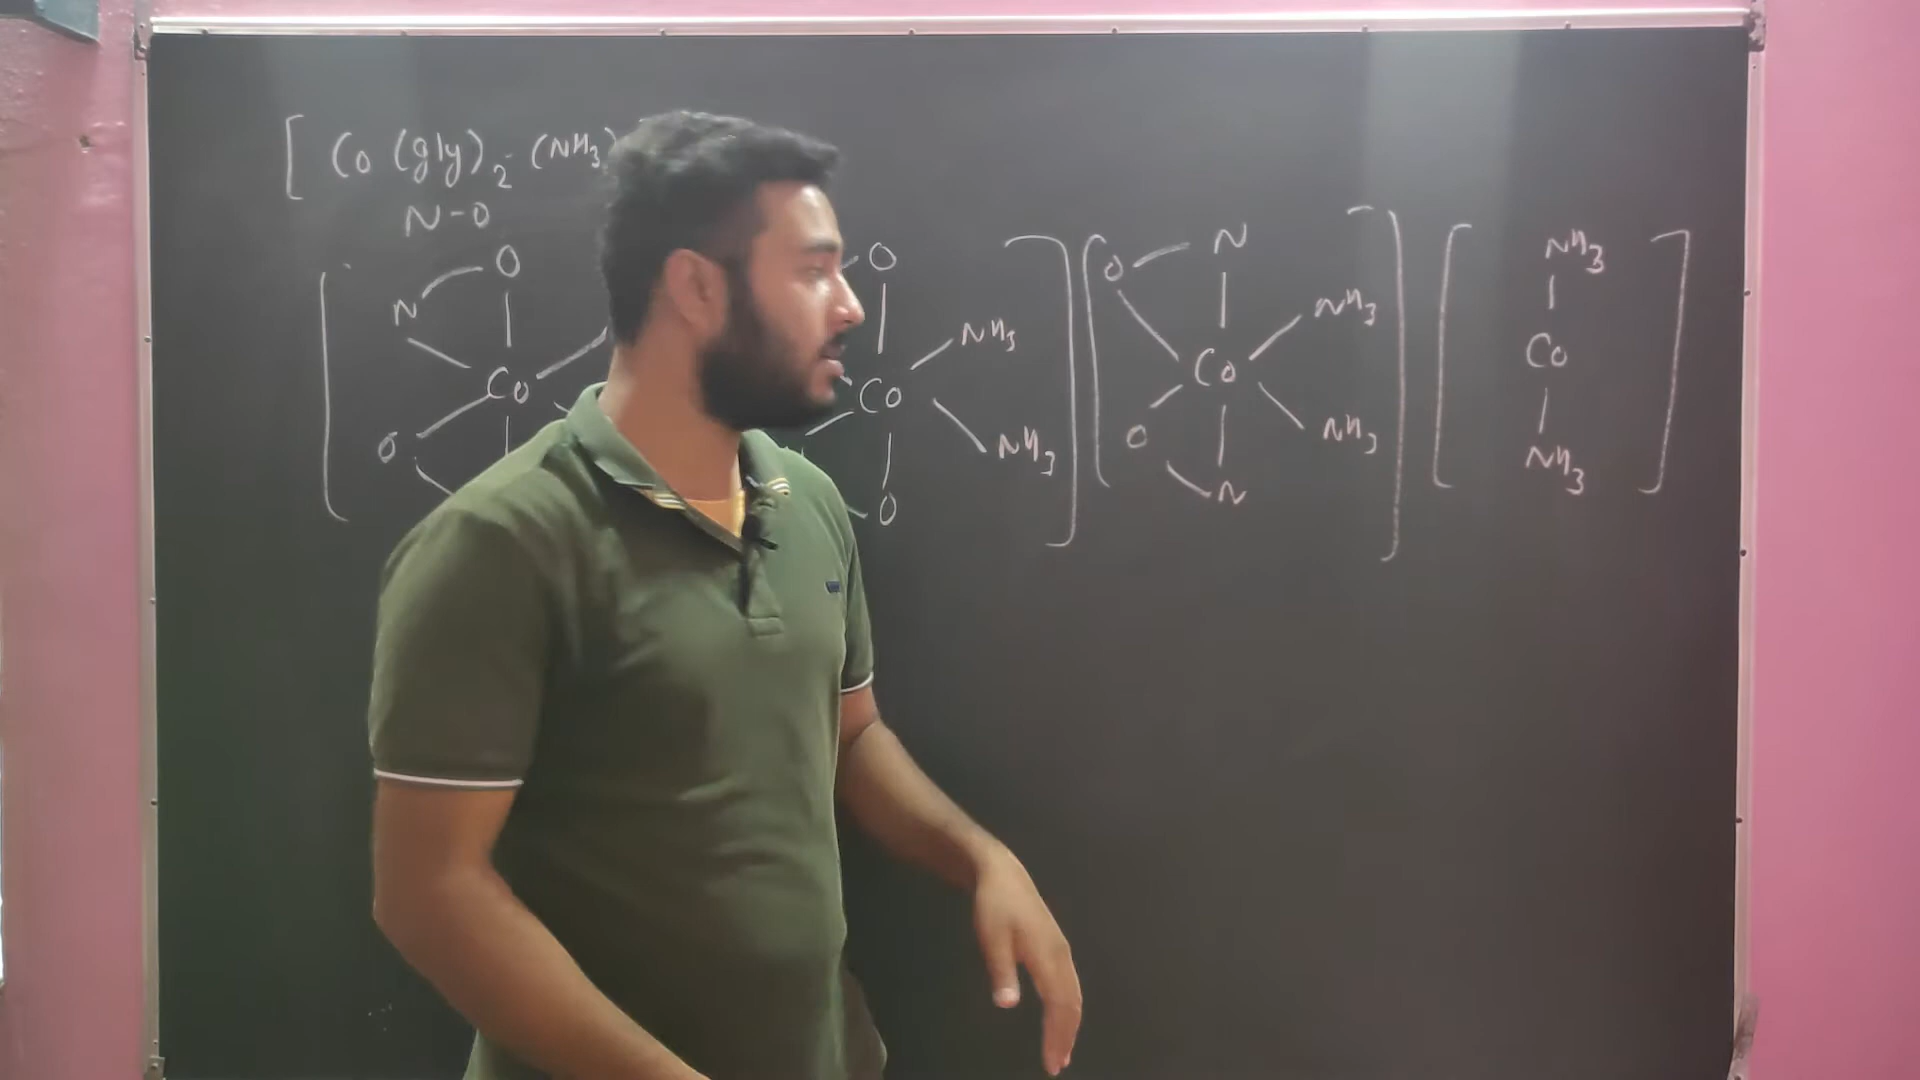 [ Co (gly)2 (NH3)
N-O
N O Co O
O Co NH3 NH3 O
O N Co NH3 O NH3 N
NH3 Co NH3